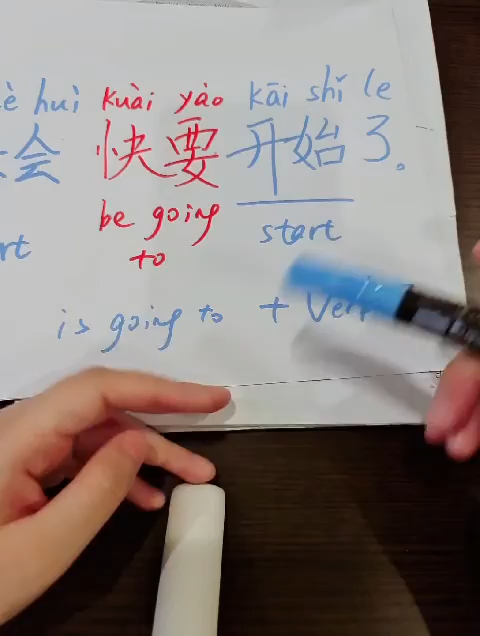 è huì kuài yào kāi shǐ le
会 快要开始了。
be going start
to
rt
is going to +